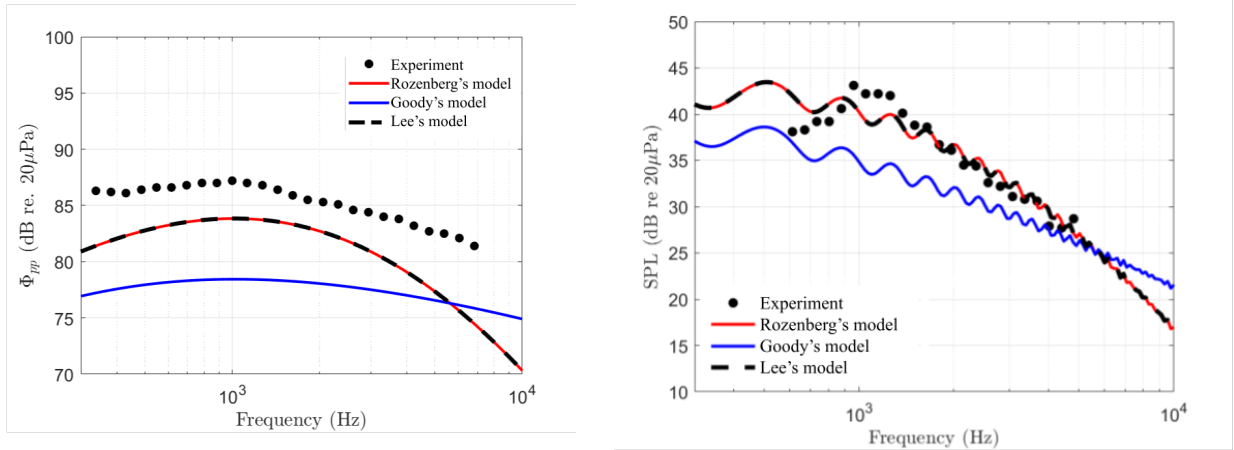 100
95
90
85
80
75
70
Φpp (dB re. 20μPa)
Experiment
Rozenberg's model
Goody's model
Lee's model
10³
10⁴
Frequency (Hz)
50
45
40
35
30
25
20
15
10
SPL (dB re 20μPa)
Experiment
Rozenberg's model
Goody's model
Lee's model
10³
10⁴
Frequency (Hz)